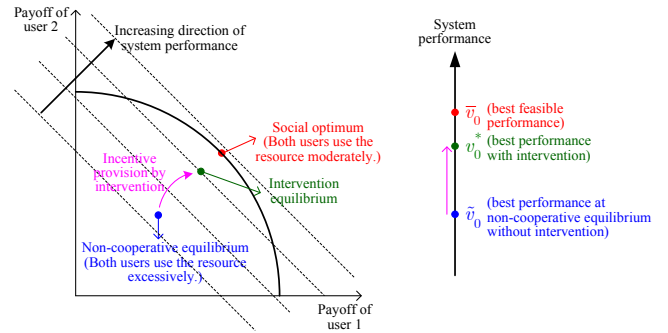 Payoff of
user 2
Increasing direction of
system performance
Social optimum
(Both users use the
resource moderately.)
Incentive
provision by
intervention
Intervention
equilibrium
Non-cooperative equilibrium
(Both users use the resource
excessively.)
Payoff of
user 1
System
performance
v̅₀ (best feasible
performance)
v₀* (best performance
with intervention)
ṽ₀ (best performance at
non-cooperative equilibrium
without intervention)